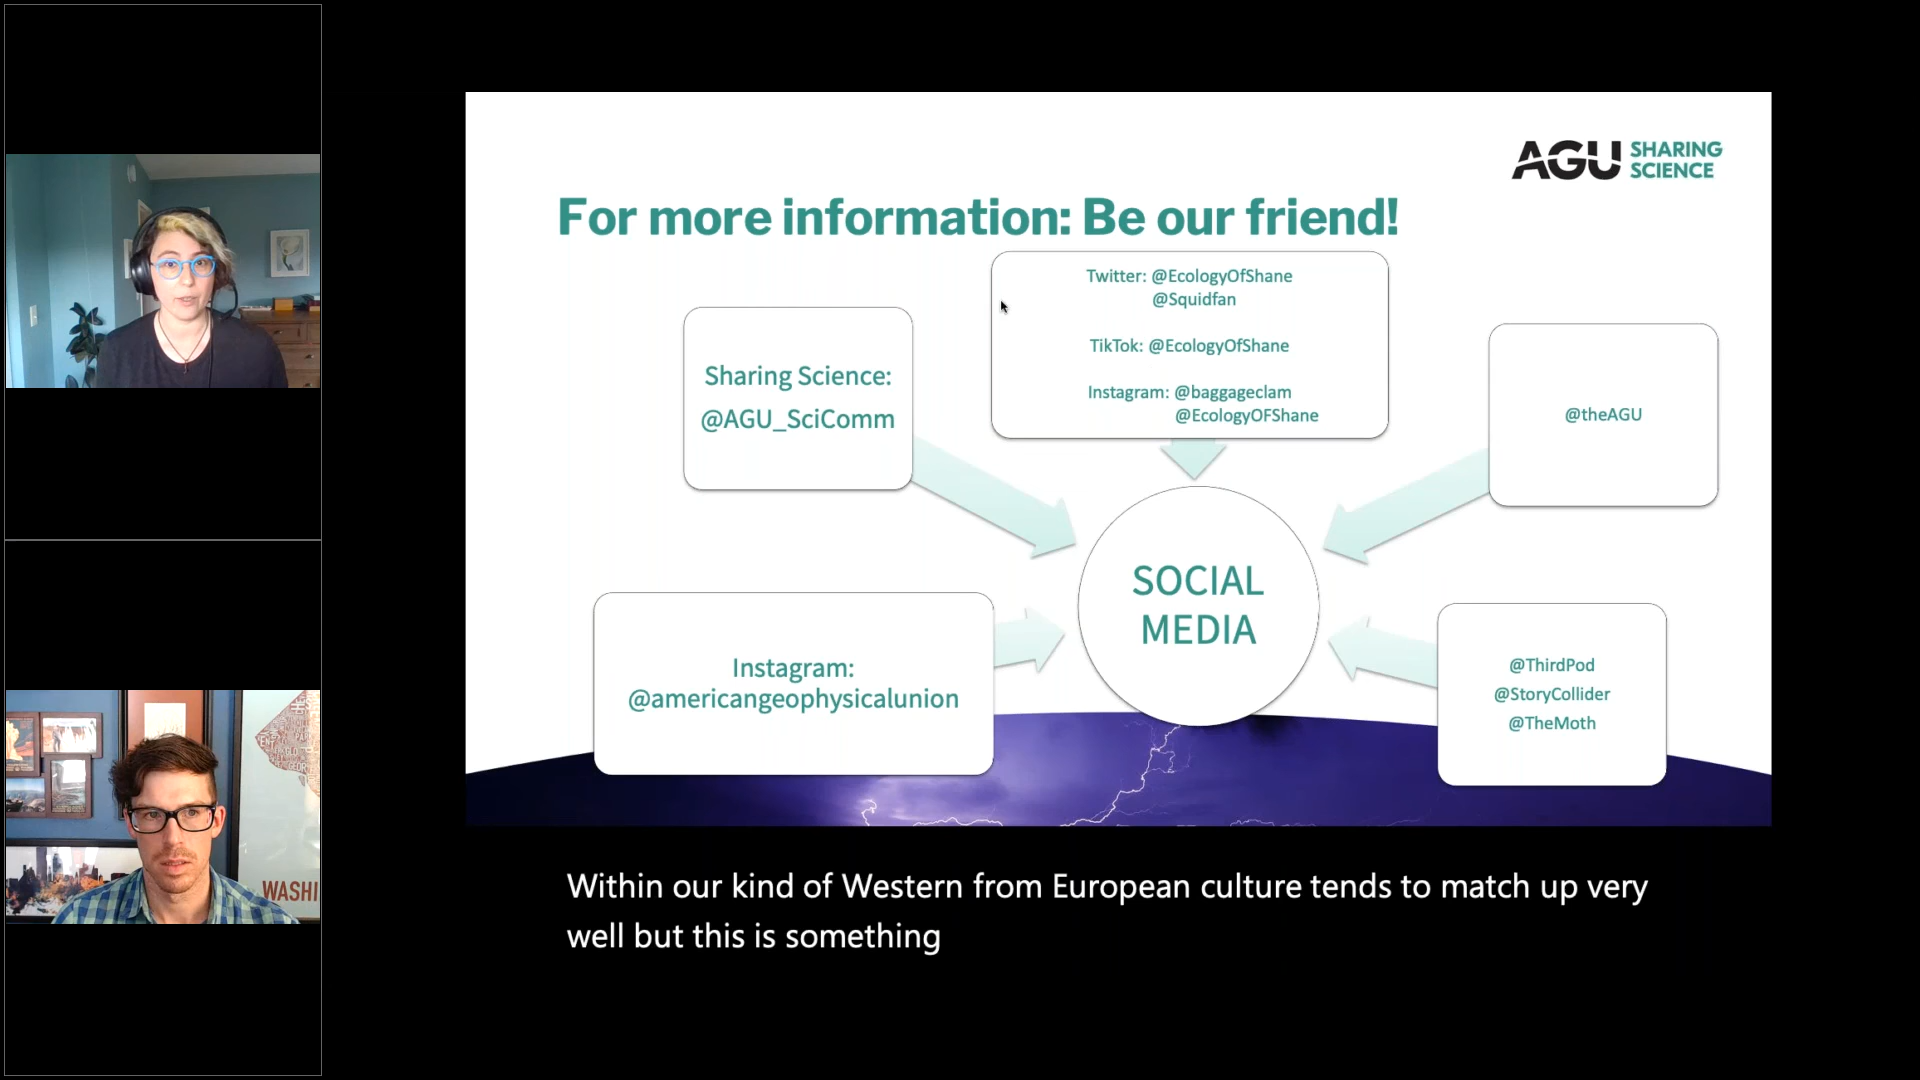 AGU SHARING
SCIENCE
For more information: Be our friend!
Twitter: @EcologyOfShane
@Squidfan
TikTok: @EcologyOfShane
Instagram: @baggageclam
@EcologyOFShane
Sharing Science:
@AGU_SciComm
@theAGU
SOCIAL
MEDIA
Instagram:
@americangeophysicalunion
@ThirdPod
@StoryCollider
@TheMoth
WASHI
Within our kind of Western from European culture tends to match up very
well but this is something